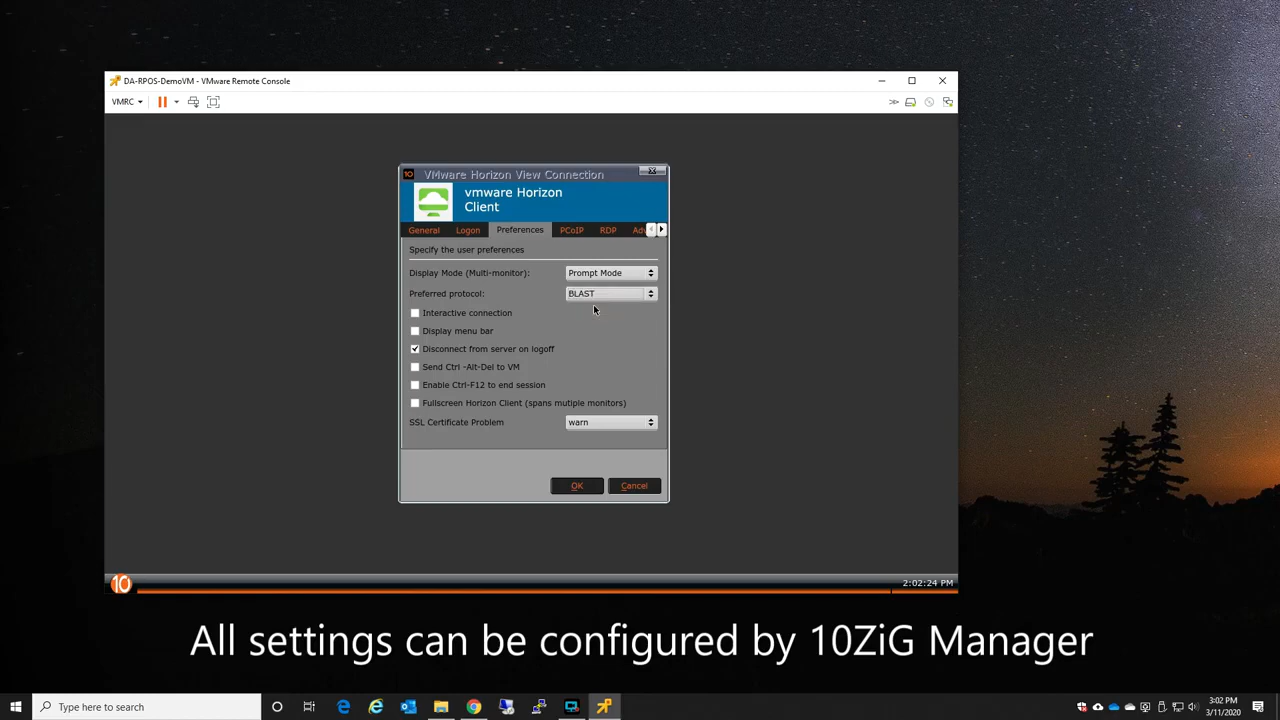 DA-RPOS-DemoVM - VMware Remote Console
VMRC
10 VMware Horizon View Connection
vmware Horizon
Client
General Logon Preferences PCoIP RDP Adv
Specify the user preferences
Display Mode (Multi-monitor): Prompt Mode
Preferred protocol: BLAST
Interactive connection
Display menu bar
Disconnect from server on logoff
Send Ctrl -Alt-Del to VM
Enable Ctrl-F12 to end session
Fullscreen Horizon Client (spans mutiple monitors)
SSL Certificate Problem warn
OK Cancel
10 2:02:24 PM
All settings can be configured by 10ZiG Manager
Type here to search
3:02 PM
3/11/2020